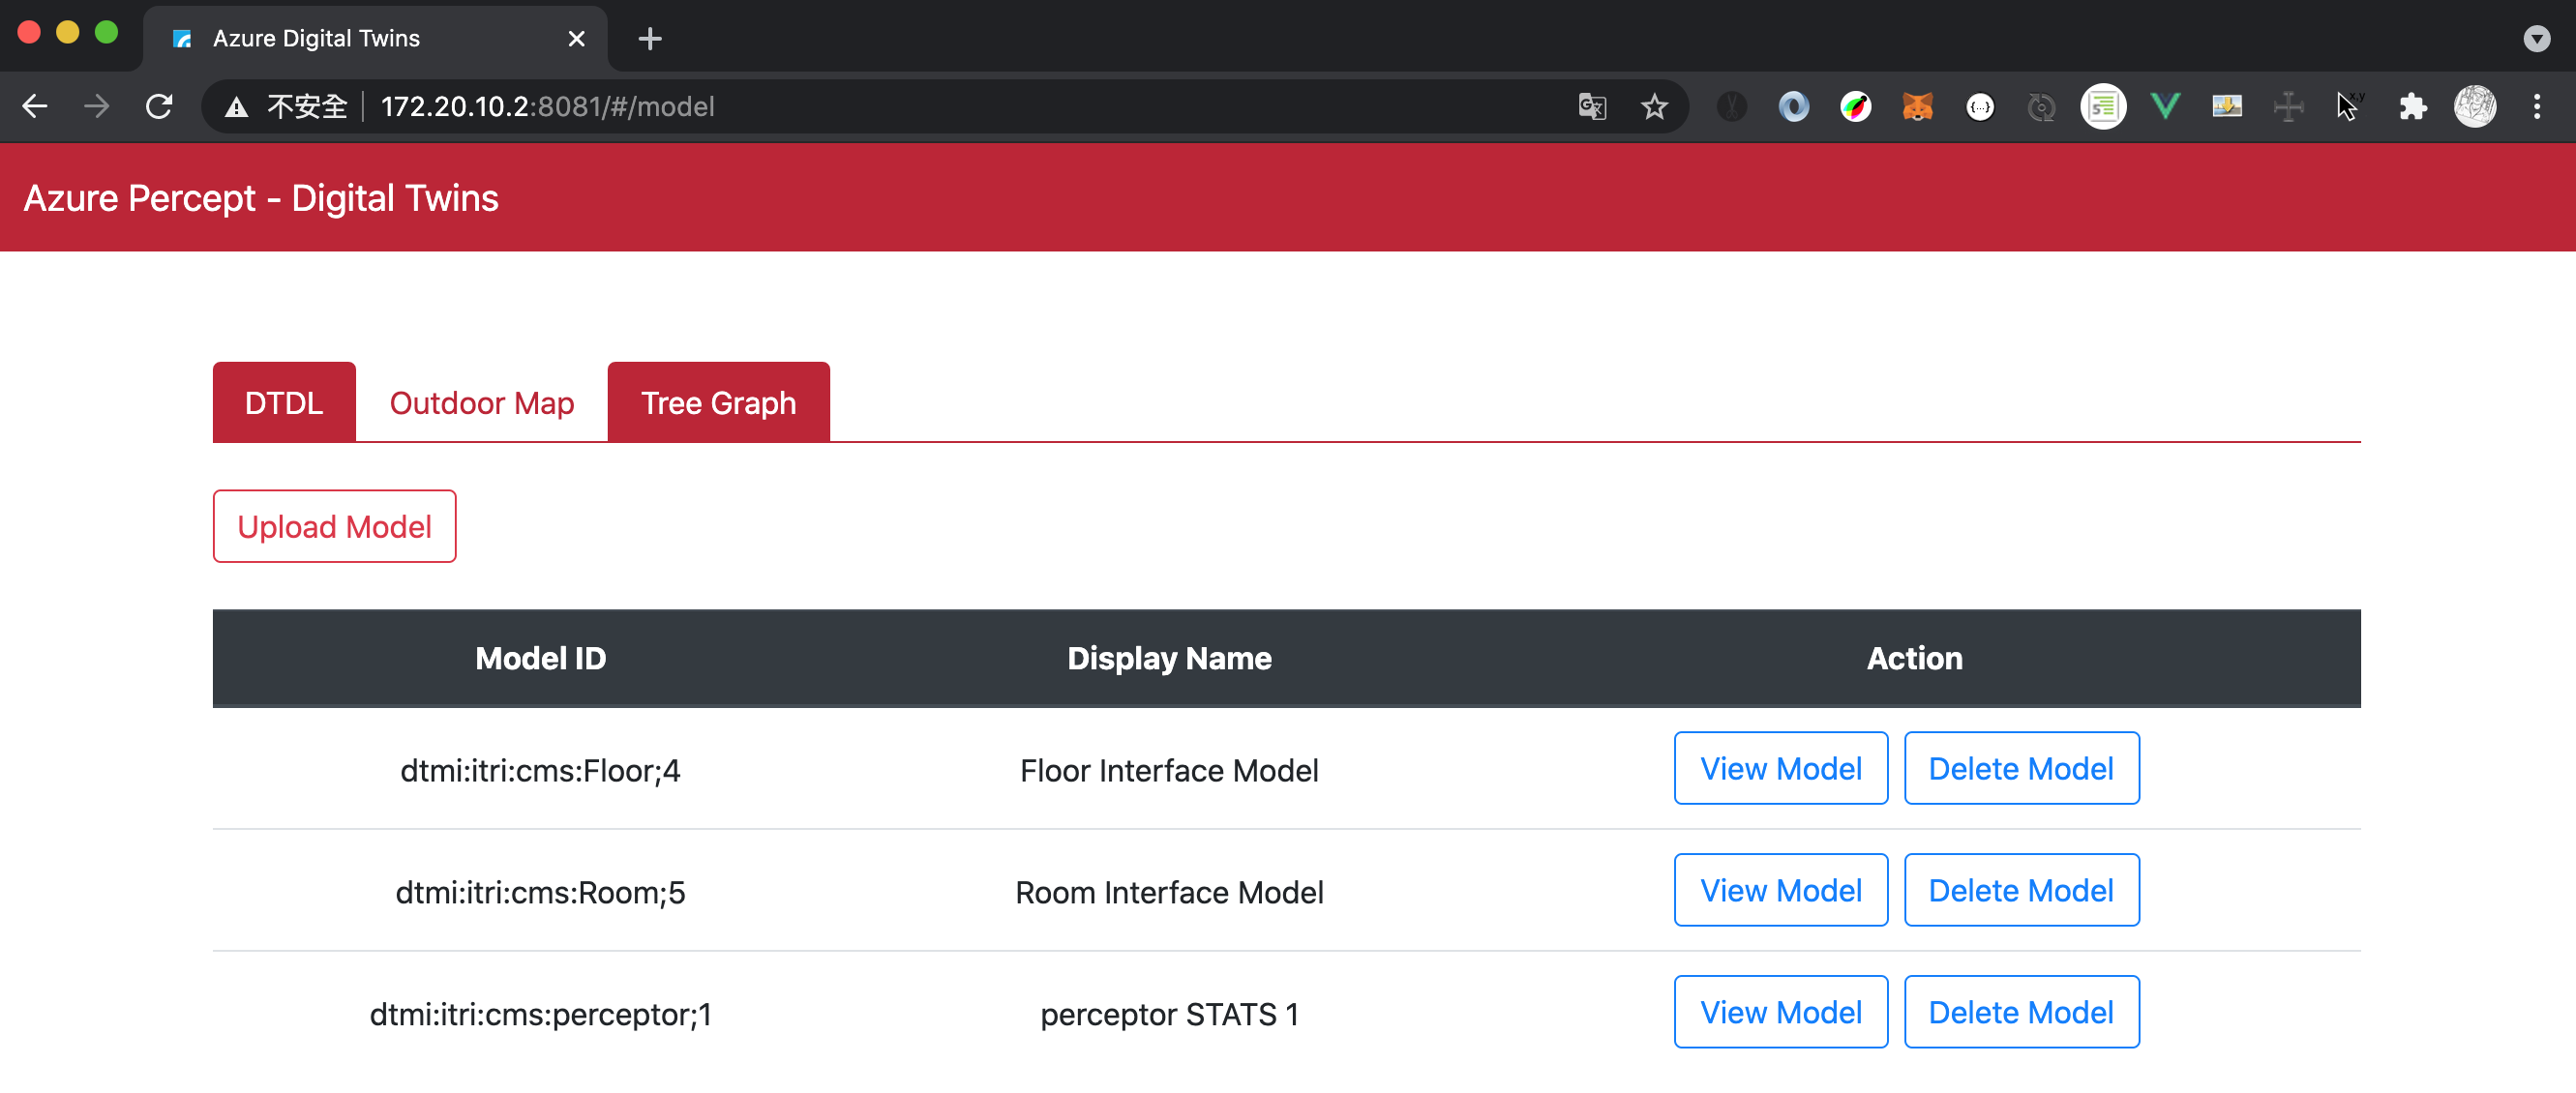 Azure Digital Twins
不安全 172.20.10.2:8081/#/model
Azure Percept - Digital Twins
DTDL Outdoor Map Tree Graph
Upload Model
Model ID Display Name Action
dtmi:itri:cms:Floor;4 Floor Interface Model View Model Delete Model
dtmi:itri:cms:Room;5 Room Interface Model View Model Delete Model
dtmi:itri:cms:perceptor;1 perceptor STATS 1 View Model Delete Model